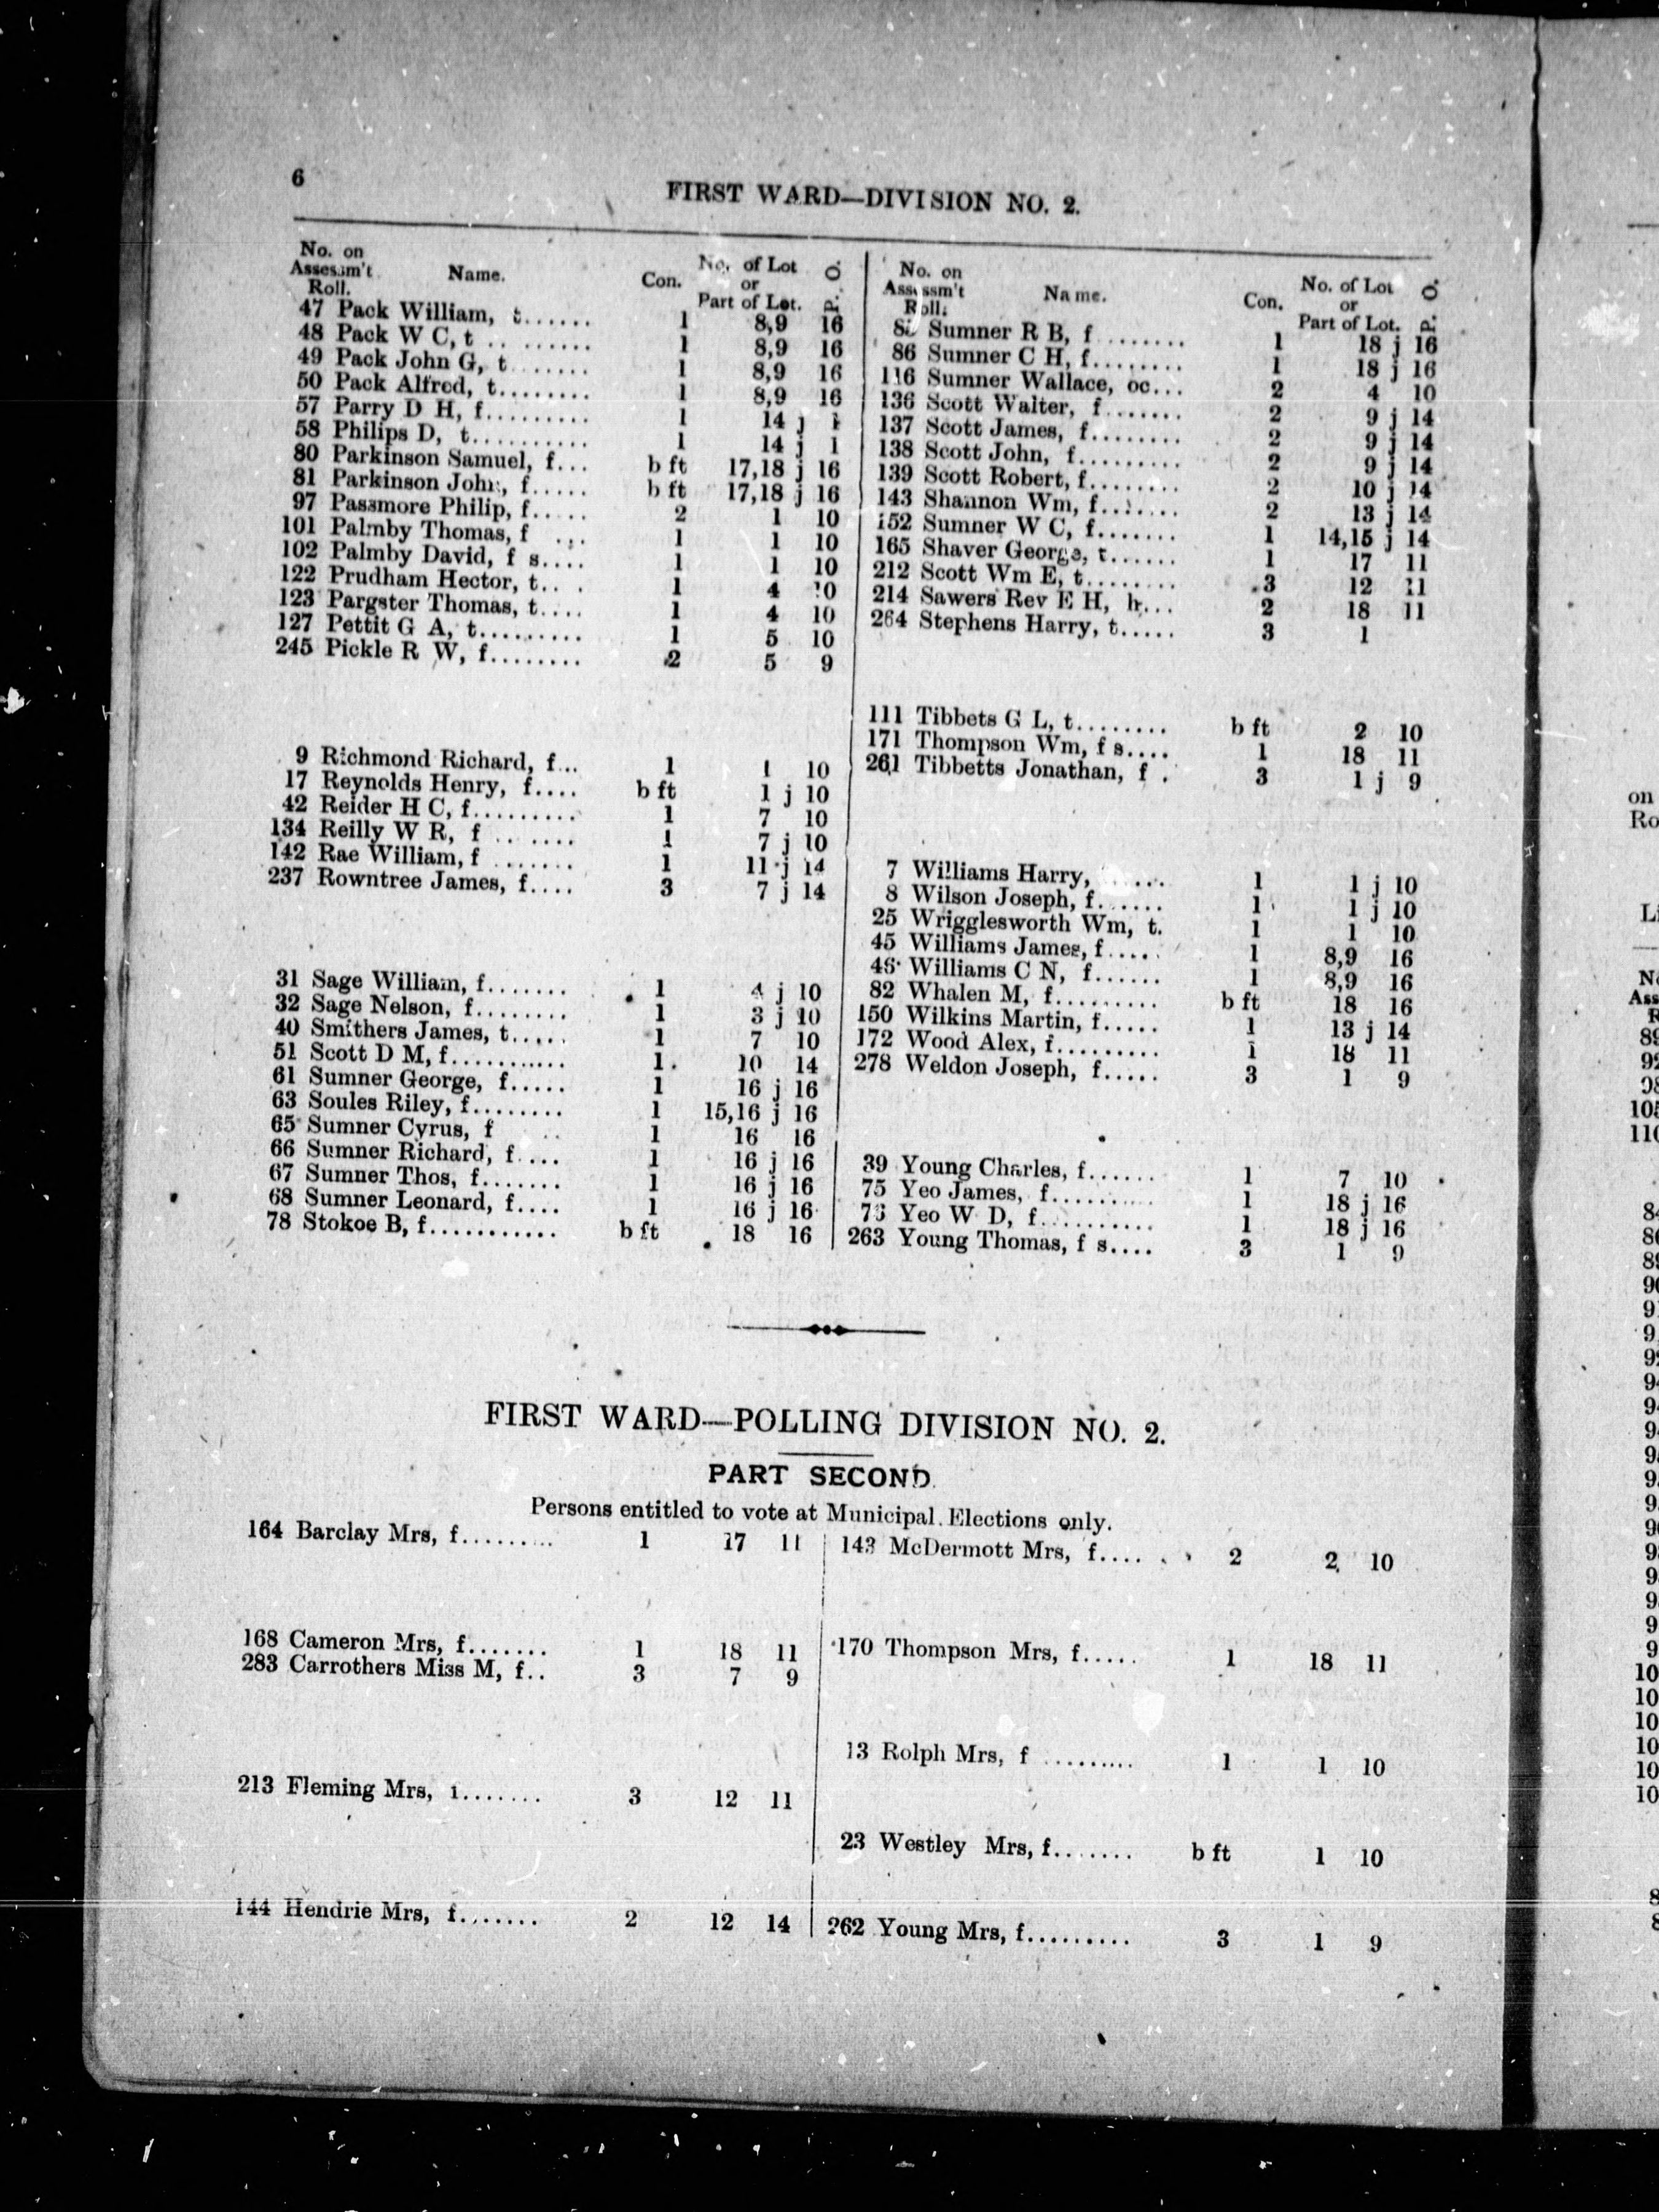 6
FIRST WARD—DIVISION NO. 2.
No. on Assessm't Roll. Name. Con. No. of Lot or Part of Lot. P. O.
47 Pack William, t...... 1 8,9 16
48 Pack W C, t .. ........ 1 8,9 16
49 Pack John G, t....... 1 8,9 16
50 Pack Alfred, t......... 1 8,9 16
57 Parry D H, f.......... 1 14 j 1
58 Philips D, t........... 1 14 j 1
80 Parkinson Samuel, f... b ft 17,18 j 16
81 Parkinson John, f..... b ft 17,18 j 16
97 Passmore Philip, f..... 2 1 10
101 Palmby Thomas, f ... 1 1 10
102 Palmby David, f s.... 1 1 10
122 Prudham Hector, t.. . 1 4 10
123 Pargster Thomas, t.... 1 4 10
127 Pettit G A, t.......... 1 5 10
245 Pickle R W, f........ 2 5 9
9 Richmond Richard, f... 1 1 10
17 Reynolds Henry, f.... b ft 1 j 10
42 Reider H C, f......... 1 7 10
134 Reilly W R, f ....... 1 7 j 10
142 Rae William, f ....... 1 11 j 14
237 Rowntree James, f.... 3 7 j 14
31 Sage William, f....... 1 4 j 10
32 Sage Nelson, f........ 1 3 j 10
40 Smithers James, t..... 1 7 10
51 Scott D M, f........... 1 10 14
61 Sumner George, f..... 1 16 j 16
63 Soules Riley, f........ 1 15,16 j 16
65 Sumner Cyrus, f .. 1 16 16
66 Sumner Richard, f.... 1 16 j 16
67 Sumner Thos, f....... 1 16 j 16
68 Sumner Leonard, f.... 1 16 j 16
78 Stokoe B, f........... b ft 18 16
No. on Assessm't Roll. Name. Con. No. of Lot or Part of Lot. P. O.
Sumner R B, f ........ 1 18 j 16
86 Sumner C H, f......... 1 18 j 16
116 Sumner Wallace, oc... 2 4 10
136 Scott Walter, f....... 2 9 j 14
137 Scott James, f........ 2 9 j 14
138 Scott John, f......... 2 9 j 14
139 Scott Robert, f........ 2 10 j 14
143 Shannon Wm, f....... 2 13 j 14
152 Sumner W C, f....... 1 14,15 j 14
165 Shaver George, t...... 1 17 11
212 Scott Wm E, t........ 3 12 11
214 Sawers Rev E H, h... 2 18 11
264 Stephens Harry, t..... 3 1
111 Tibbets G L, t......... b ft 2 10
171 Thompson Wm, f s.... 1 18 11
261 Tibbetts Jonathan, f . 3 1 j 9
7 Williams Harry, ...... 1 1 j 10
8 Wilson Joseph, f...... 1 1 j 10
25 Wrigglesworth Wm, t. 1 1 10
45 Williams James, f..... 1 8,9 16
46 Williams C N, f...... 1 8,9 16
82 Whalen M, f.......... b ft 18 16
150 Wilkins Martin, f..... 1 13 j 14
172 Wood Alex, f.......... 1 18 11
278 Weldon Joseph, f..... 3 1 9
39 Young Charles, f...... 1 7 10
75 Yeo James, f.......... 1 18 j 16
76 Yeo W D, f........... 1 18 j 16
263 Young Thomas, f s.... 3 1 9
FIRST WARD—POLLING DIVISION NO. 2.
PART SECOND.
Persons entitled to vote at Municipal Elections only.
164 Barclay Mrs, f......... 1 17 11
168 Cameron Mrs, f....... 1 18 11
283 Carrothers Miss M, f.. 3 7 9
213 Fleming Mrs, f....... 3 12 11
144 Hendrie Mrs, f....... 2 12 14
143 McDermott Mrs, f.... 2 2 10
170 Thompson Mrs, f..... 1 18 11
13 Rolph Mrs, f ......... 1 1 10
23 Westley Mrs, f....... b ft 1 10
262 Young Mrs, f......... 3 1 9